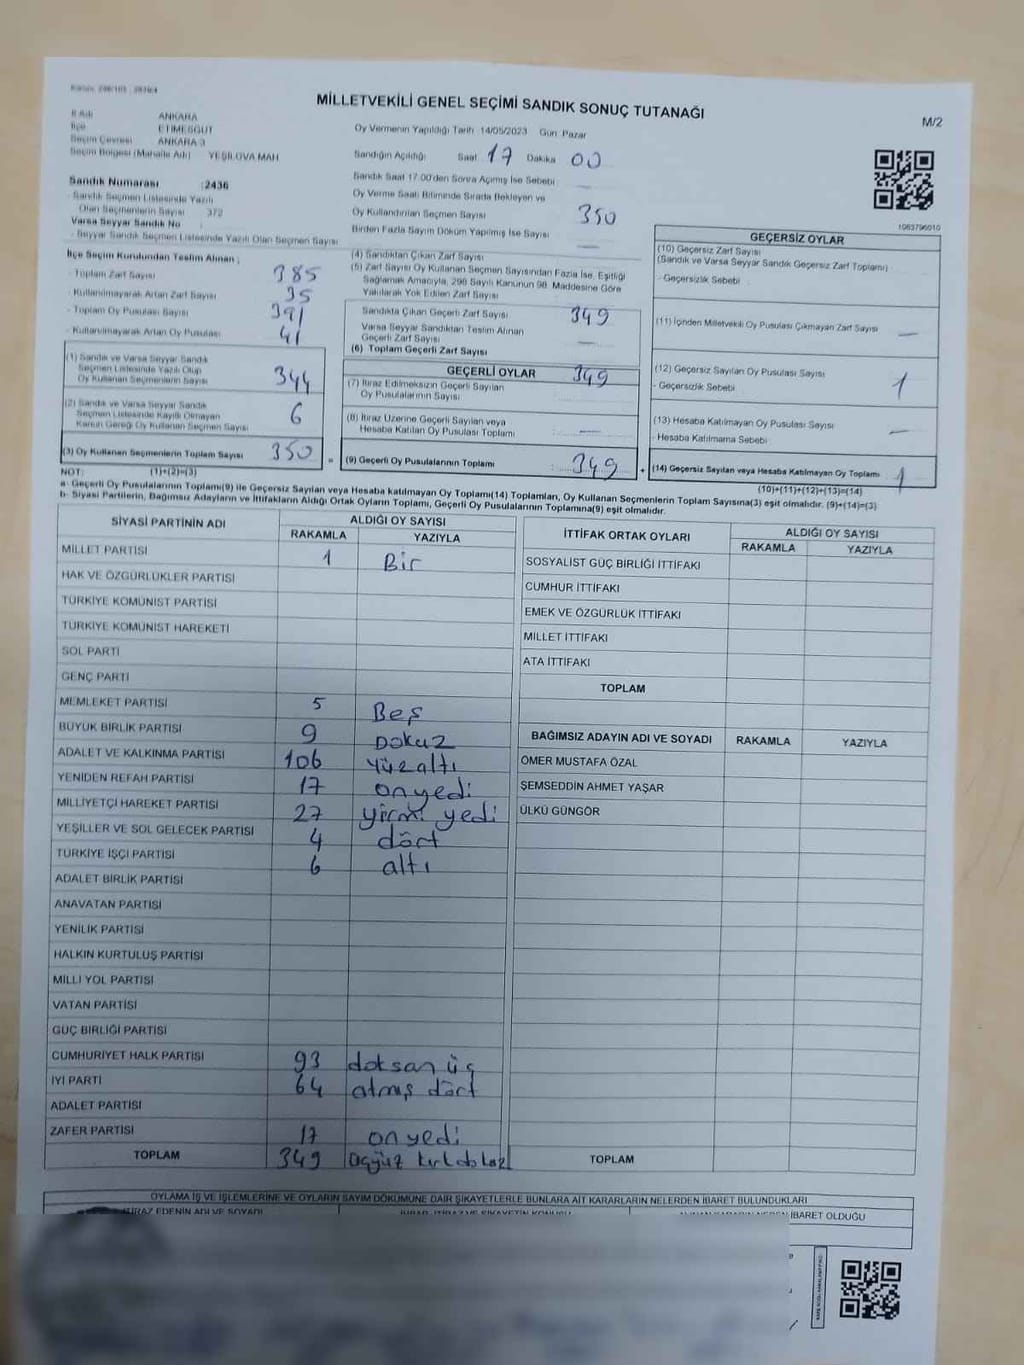 MİLLETVEKİLİ GENEL SEÇİMİ SANDIK SONUÇ TUTANAĞI
M/2
İl Adı ANKARA
İlçe ETİMESGUT
Seçim Çevresi ANKARA 3
Seçim Bölgesi (Mahalle Adı) YEŞİLOVA MAH.
Sandık Numarası :2436
Sandık Seçmen Listesinde Yazılı
Olan Seçmenlerin Sayısı 372
Varsa Seyyar Sandık No
- Seyyar Sandık Seçmen Listesinde Yazılı Olan Seçmen Sayısı
Oy Vermenin Yapıldığı Tarih 14/05/2023 Gün Pazar
Sandığın Açıldığı: Saat 17 Dakika 00
Sandık Saat 17:00'den Sonra Açımış İse Sebebi
Oy Verme Saati Bitiminde Sırada Bekleyen ve
Oy Kullandırılan Seçmen Sayısı 350
Birden Fazla Sayım Döküm Yapılmış İse Sayısı —
1063796010
İlçe Seçim Kurulundan Teslim Alınan ;
- Toplam Zarf Sayısı 385
- Kullanılmayarak Artan Zarf Sayısı 35
- Toplam Oy Pusulası Sayısı 391
- Kullanılmayarak Artan Oy Pusulası 41
(1) Sandık ve Varsa Seyyar Sandık
Seçmen Listesinde Yazılı Olup
Oy Kullanan Seçmenlerin Sayısı 344
(2) Sandık ve Varsa Seyyar Sandık
Seçmen Listesinde Kayıtlı Olmayan
Kanun Gereği Oy Kullanan Seçmen Sayısı 6
(3) Oy Kullanan Seçmenlerin Toplam Sayısı 350
(4) Sandıktan Çıkan Zarf Sayısı
(5) Zarf Sayısı Oy Kullanan Seçmen Sayısından Fazla İse, Eşitliği
Sağlamak Amacıyla, 298 Sayılı Kanunun 98. Maddesine Göre
Yakılarak Yok Edilen Zarf Sayısı
Sandıkta Çıkan Geçerli Zarf Sayısı 349
Varsa Seyyar Sandıktan Teslim Alınan
Geçerli Zarf Sayısı —
(6) Toplam Geçerli Zarf Sayısı
GEÇERLİ OYLAR 349
(7) İtiraz Edilmeksizin Geçerli Sayılan
Oy Pusulalarının Sayısı
(8) İtiraz Üzerine Geçerli Sayılan veya
Hesaba Katılan Oy Pusulası Toplamı —
= (9) Geçerli Oy Pusulalarının Toplamı : 349
GEÇERSİZ OYLAR
(10) Geçersiz Zarf Sayısı
(Sandık ve Varsa Seyyar Sandık Geçersiz Zarf Toplamı)
- Geçersizlik Sebebi
(11) İçinden Milletvekili Oy Pusulası Çıkmayan Zarf Sayısı —
(12) Geçersiz Sayılan Oy Pusulası Sayısı 1
- Geçersizlik Sebebi
(13) Hesaba Katılmayan Oy Pusulası Sayısı —
- Hesaba Katılmama Sebebi
+ (14) Geçersiz Sayılan veya Hesaba Katılmayan Oy Toplamı 1
NOT: (1)+(2)=(3)
(10)+(11)+(12)+(13)=(14)
a- Geçerli Oy Pusulalarının Toplamı(9) ile Geçersiz Sayılan veya Hesaba katılmayan Oy Toplamı(14) Toplamları, Oy Kullanan Seçmenlerin Toplam Sayısına(3) eşit olmalıdır. (9)+(14)=(3)
b- Siyasi Partilerin, Bağımsız Adayların ve İttifakların Aldığı Ortak Oyların Toplamı, Geçerli Oy Pusulalarının Toplamına(9) eşit olmalıdır.
SİYASİ PARTİNİN ADI ALDIĞI OY SAYISI
RAKAMLA YAZIYLA
MİLLET PARTİSİ 1 Bir
HAK VE ÖZGÜRLÜKLER PARTİSİ
TÜRKİYE KOMÜNİST PARTİSİ
TÜRKİYE KOMÜNİST HAREKETİ
SOL PARTİ
GENÇ PARTİ
MEMLEKET PARTİSİ 5 Beş
BÜYÜK BİRLİK PARTİSİ 9 Dokuz
ADALET VE KALKINMA PARTİSİ 106 yüzaltı
YENİDEN REFAH PARTİSİ 17 onyedi
MİLLİYETÇİ HAREKET PARTİSİ 27 yirmi yedi
YEŞİLLER VE SOL GELECEK PARTİSİ 4 dört
TÜRKİYE İŞÇİ PARTİSİ 6 altı
ADALET BİRLİK PARTİSİ
ANAVATAN PARTİSİ
YENİLİK PARTİSİ
HALKIN KURTULUŞ PARTİSİ
MİLLİ YOL PARTİSİ
VATAN PARTİSİ
GÜÇ BİRLİĞİ PARTİSİ
CUMHURİYET HALK PARTİSİ 93 doksan üç
İYİ PARTİ 64 atmış dört
ADALET PARTİSİ
ZAFER PARTİSİ 17 onyedi
TOPLAM 349
İTTİFAK ORTAK OYLARI ALDIĞI OY SAYISI
RAKAMLA YAZIYLA
SOSYALİST GÜÇ BİRLİĞİ İTTİFAKI
CUMHUR İTTİFAKI
EMEK VE ÖZGÜRLÜK İTTİFAKI
MİLLET İTTİFAKI
ATA İTTİFAKI
TOPLAM
BAĞIMSIZ ADAYIN ADI VE SOYADI RAKAMLA YAZIYLA
ÖMER MUSTAFA ÖZAL
ŞEMSEDDİN AHMET YAŞAR
ÜLKÜ GÜNGÖR
TOPLAM
OYLAMA İŞ VE İŞLEMLERİNE VE OYLARIN SAYIM DÖKÜMÜNE DAİR ŞİKAYETLERLE BUNLARA AİT KARARLARIN NELERDEN İBARET BULUNDUKLARI
İTİRAZ EDENİN ADI VE SOYADI
İBARET OLDUĞU